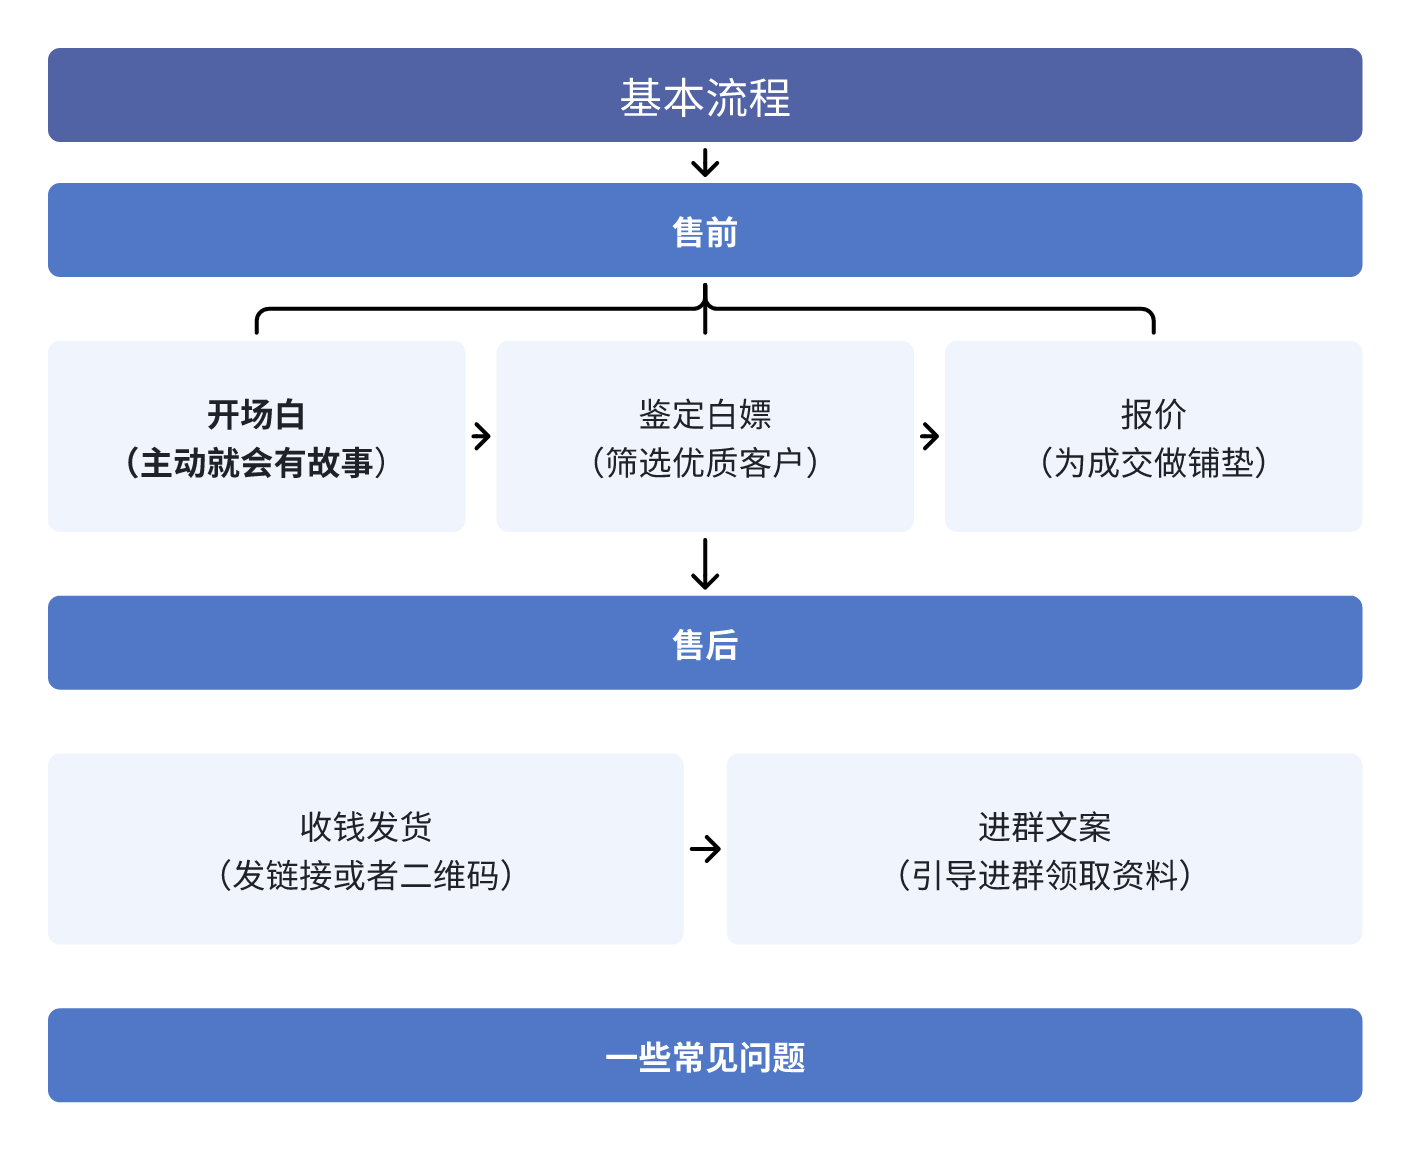 基本流程
售前
开场白
（主动就会有故事）
鉴定白嫖
（筛选优质客户）
报价
（为成交做铺垫）
售后
收钱发货
（发链接或者二维码）
进群文案
（引导进群领取资料）
一些常见问题